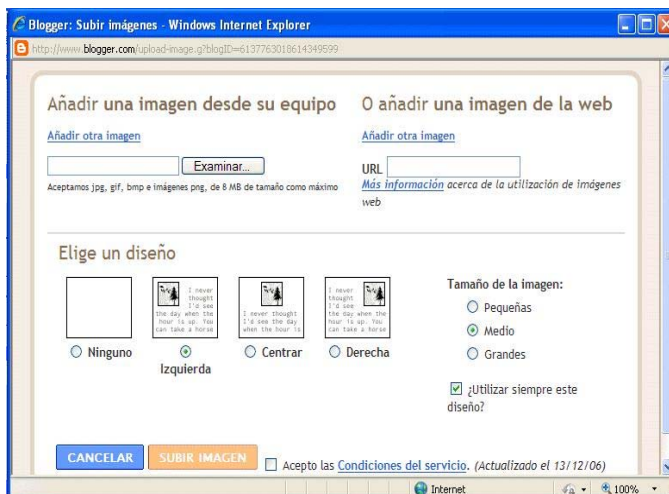 Blogger: Subir imágenes - Windows Internet Explorer
http://www.blogger.com/upload-image.g?blogID=6137763018614349599
Añadir una imagen desde su equipo
Añadir otra imagen
Examinar...
Aceptamos jpg, gif, bmp e imágenes png, de 8 MB de tamaño como máximo
O añadir una imagen de la web
Añadir otra imagen
URL
Más información acerca de la utilización de imágenes
web
Elige un diseño
I never
thought
I'd see
the day when the
hour is up. You
can take a horse
I never thought
I'd see the day
when the hour is
I never
thought
I'd see
the day when the
hour is up. You
can take a horse
Ninguno
Izquierda
Centrar
Derecha
Tamaño de la imagen:
Pequeñas
Medio
Grandes
¿Utilizar siempre este
diseño?
CANCELAR
SUBIR IMAGEN
Acepto las Condiciones del servicio. (Actualizado el 13/12/06)
Internet
100%